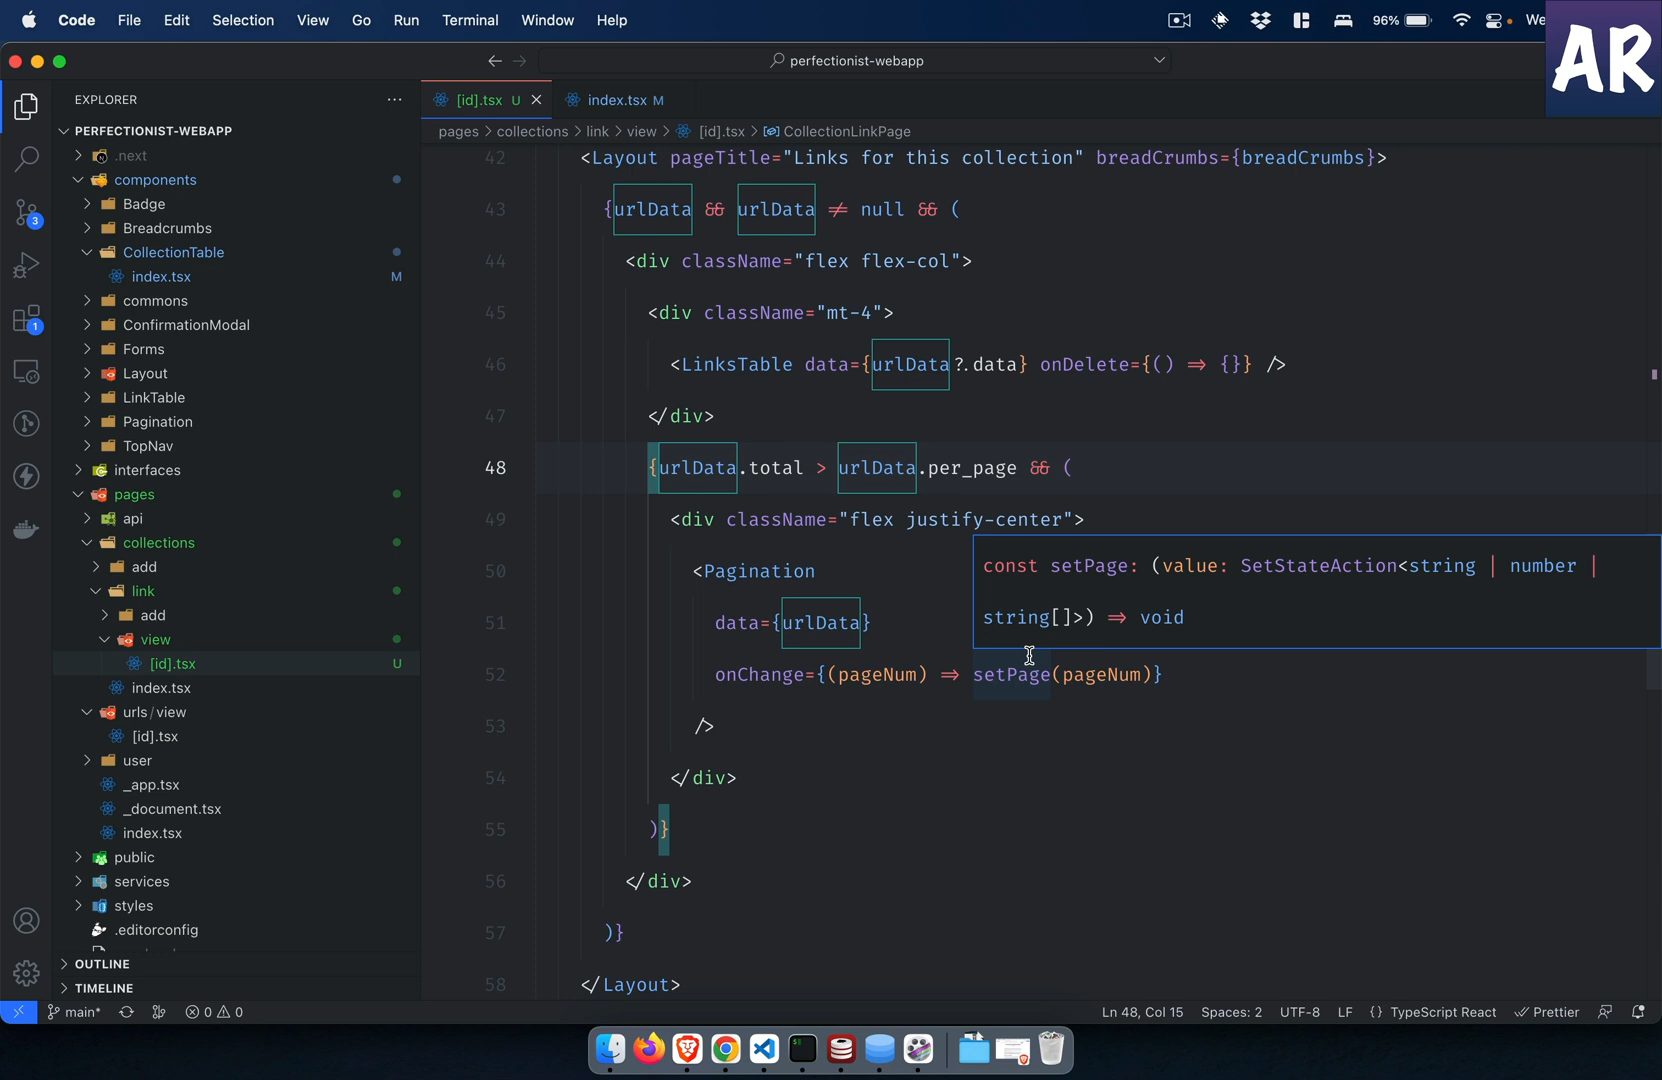 Code File Edit Selection View Go Run Terminal Window Help 96% We
AR
perfectionist-webapp
EXPLORER
[id].tsx U
index.tsx M
pages > collections > link > view > [id].tsx > CollectionLinkPage
PERFECTIONIST-WEBAPP
.next
components
Badge
Breadcrumbs
CollectionTable
index.tsx M
commons
ConfirmationModal
Forms
Layout
LinkTable
Pagination
TopNav
interfaces
pages
api
collections
add
link
add
view
[id].tsx U
index.tsx
urls/view
[id].tsx
user
_app.tsx
_document.tsx
index.tsx
public
services
styles
.editorconfig
OUTLINE
TIMELINE
3
1
42 <Layout pageTitle="Links for this collection" breadCrumbs={breadCrumbs}>
43 {urlData && urlData != null && (
44 <div className="flex flex-col">
45 <div className="mt-4">
46 <LinksTable data={urlData?.data} onDelete={() => {}} />
47 </div>
48 {urlData.total > urlData.per_page && (
49 <div className="flex justify-center">
50 <Pagination
51 data={urlData}
52 onChange={(pageNum) => setPage(pageNum)}
53 />
54 </div>
55 )}
56 </div>
57 )}
58 </Layout>
const setPage: (value: SetStateAction<string | number |
string[]>) => void
main* 0 0 Ln 48, Col 15 Spaces: 2 UTF-8 LF {} TypeScript React Prettier